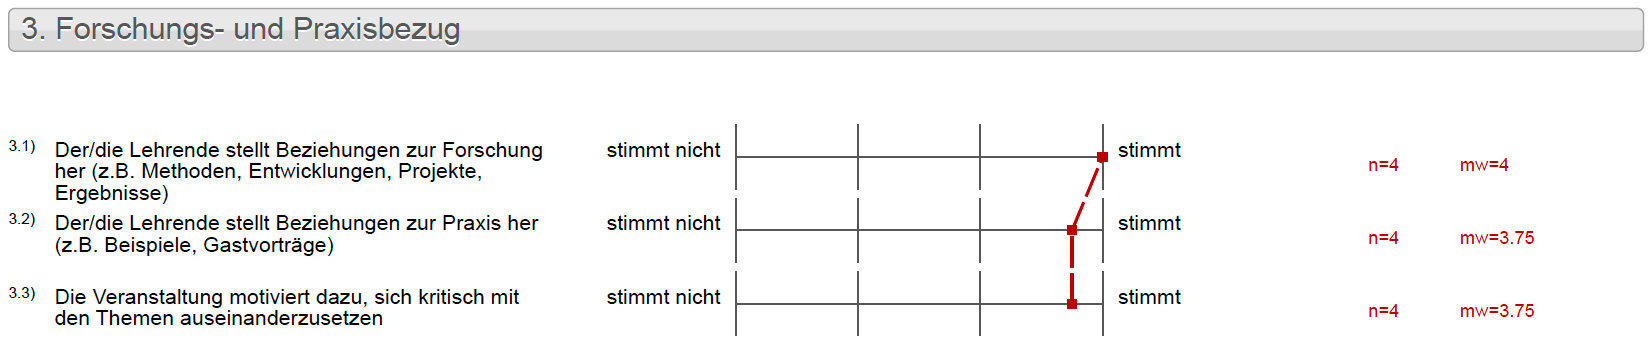 3. Forschungs- und Praxisbezug
3.1) Der/die Lehrende stellt Beziehungen zur Forschung stimmt nicht stimmt n=4 mw=4
her (z.B. Methoden, Entwicklungen, Projekte,
Ergebnisse)
3.2) Der/die Lehrende stellt Beziehungen zur Praxis her stimmt nicht stimmt n=4 mw=3.75
(z.B. Beispiele, Gastvorträge)
3.3) Die Veranstaltung motiviert dazu, sich kritisch mit stimmt nicht stimmt n=4 mw=3.75
den Themen auseinanderzusetzen